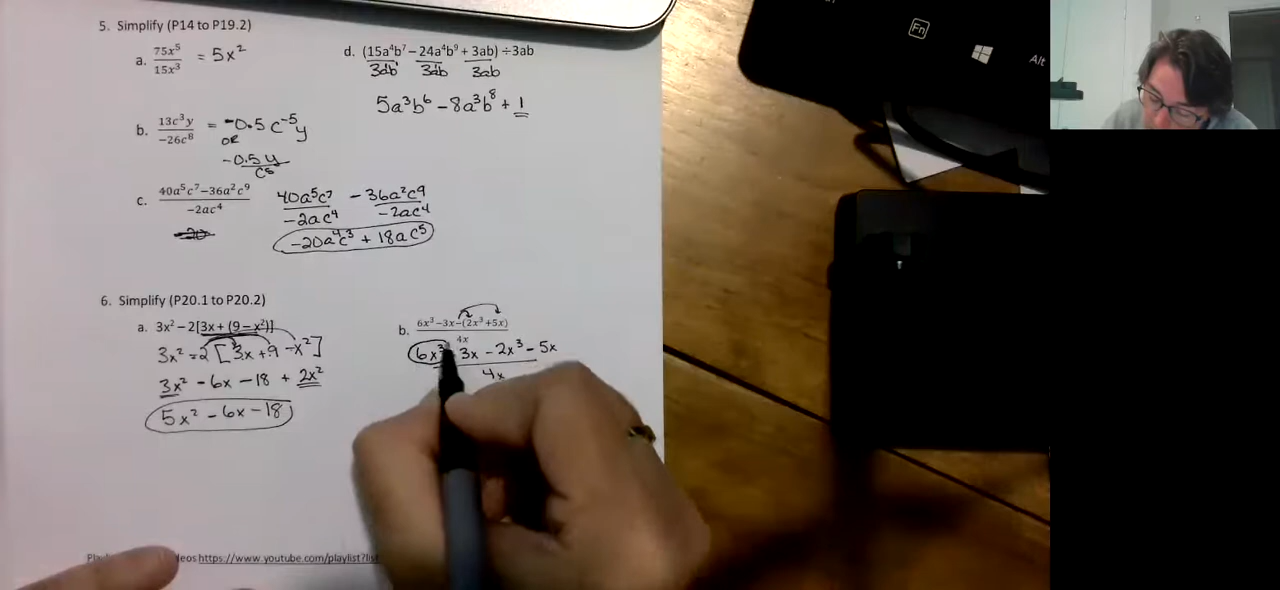 5. Simplify (P14 to P19.2)
a. 75x⁵/15x³ = 5x²
b. 13c³y/-26c⁸ = -0.5c⁻⁵y
OR
-0.5y/c⁵
c. 40a⁵c⁷-36a²c⁹/-2ac⁴
40a⁵c⁷/-2ac⁴ - 36a²c⁹/-2ac⁴
-20a⁴c³ + 18ac⁵
d. (15a⁴b⁷ - 24a⁴b⁹ + 3ab) ÷3ab
3ab 3ab 3ab
5a³b⁶ - 8a³b⁸ + 1
6. Simplify (P20.1 to P20.2)
a. 3x² - 2[3x + (9 - x²)]
3x² - 2[3x + 9 - x²]
3x² - 6x - 18 + 2x²
5x² - 6x - 18
b. 6x³-3x-(2x³+5x)/4x
6x³ 3x - 2x³ - 5x
4x
https://www.youtube.com/playlist?list
Fn
Alt